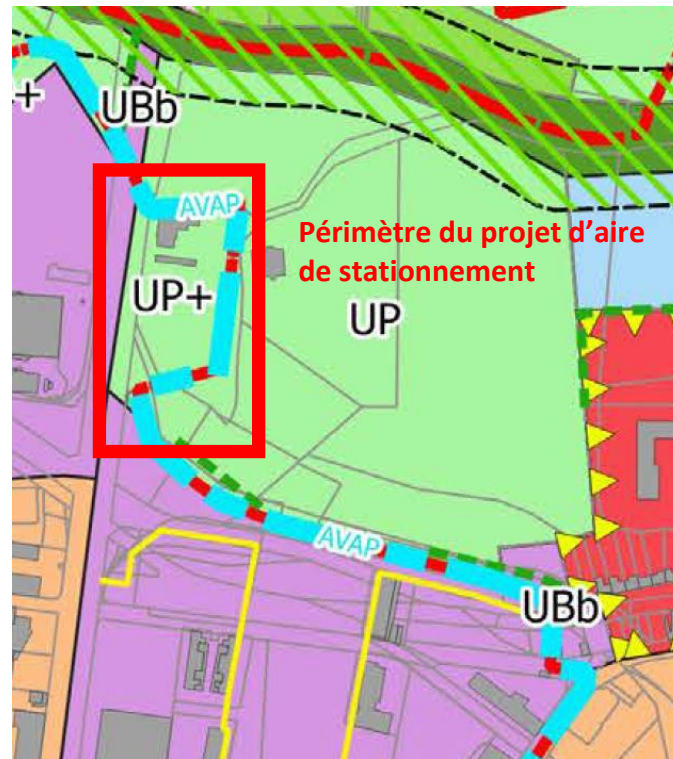 +
UBb
AVAP
Périmètre du projet d'aire
de stationnement
UP+
UP
AVAP
UBb